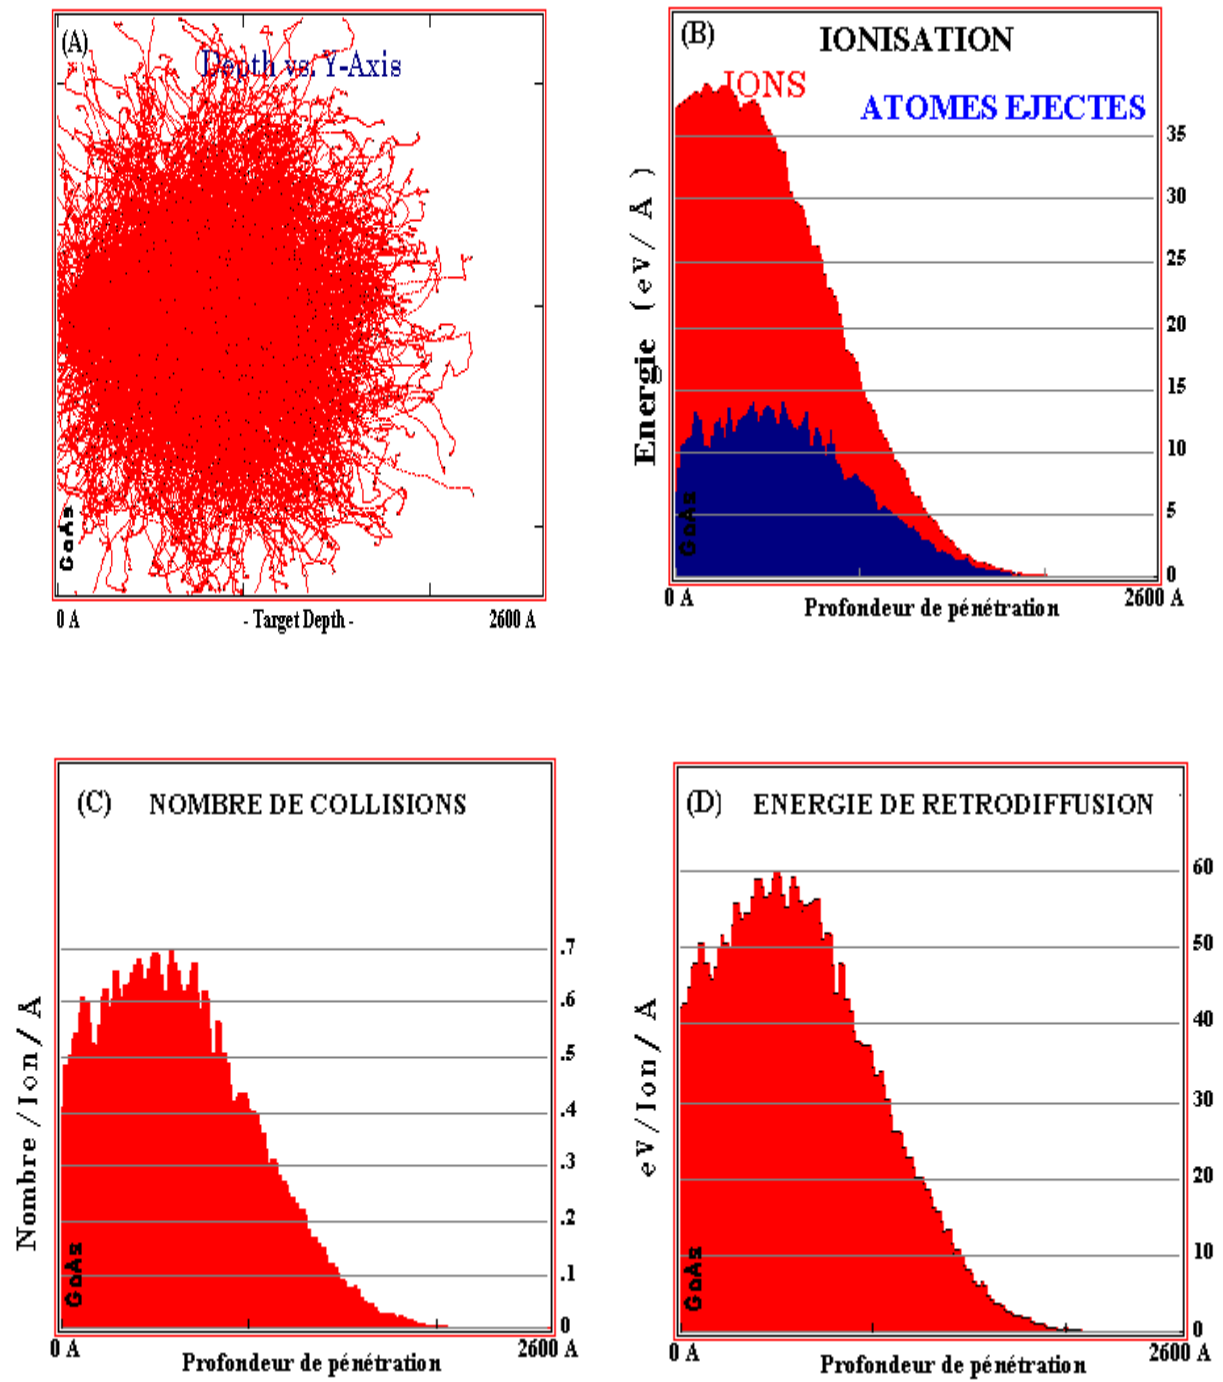 (A)
Depth vs. Y-Axis
GaAs
0 A
- Target Depth -
2600 A
(B)
IONISATION
IONS
ATOMES EJECTES
Energie (eV/Å)
35
30
25
20
15
10
5
0
GaAs
0 A
Profondeur de pénétration
2600 A
(C)
NOMBRE DE COLLISIONS
Nombre/Ion/Å
.7
.6
.5
.4
.3
.2
.1
0
GaAs
0 A
Profondeur de pénétration
2600 A
(D)
ENERGIE DE RETRODIFFUSION
eV/Ion/Å
60
50
40
30
20
10
0
GaAs
0 A
Profondeur de pénétration
2600 A